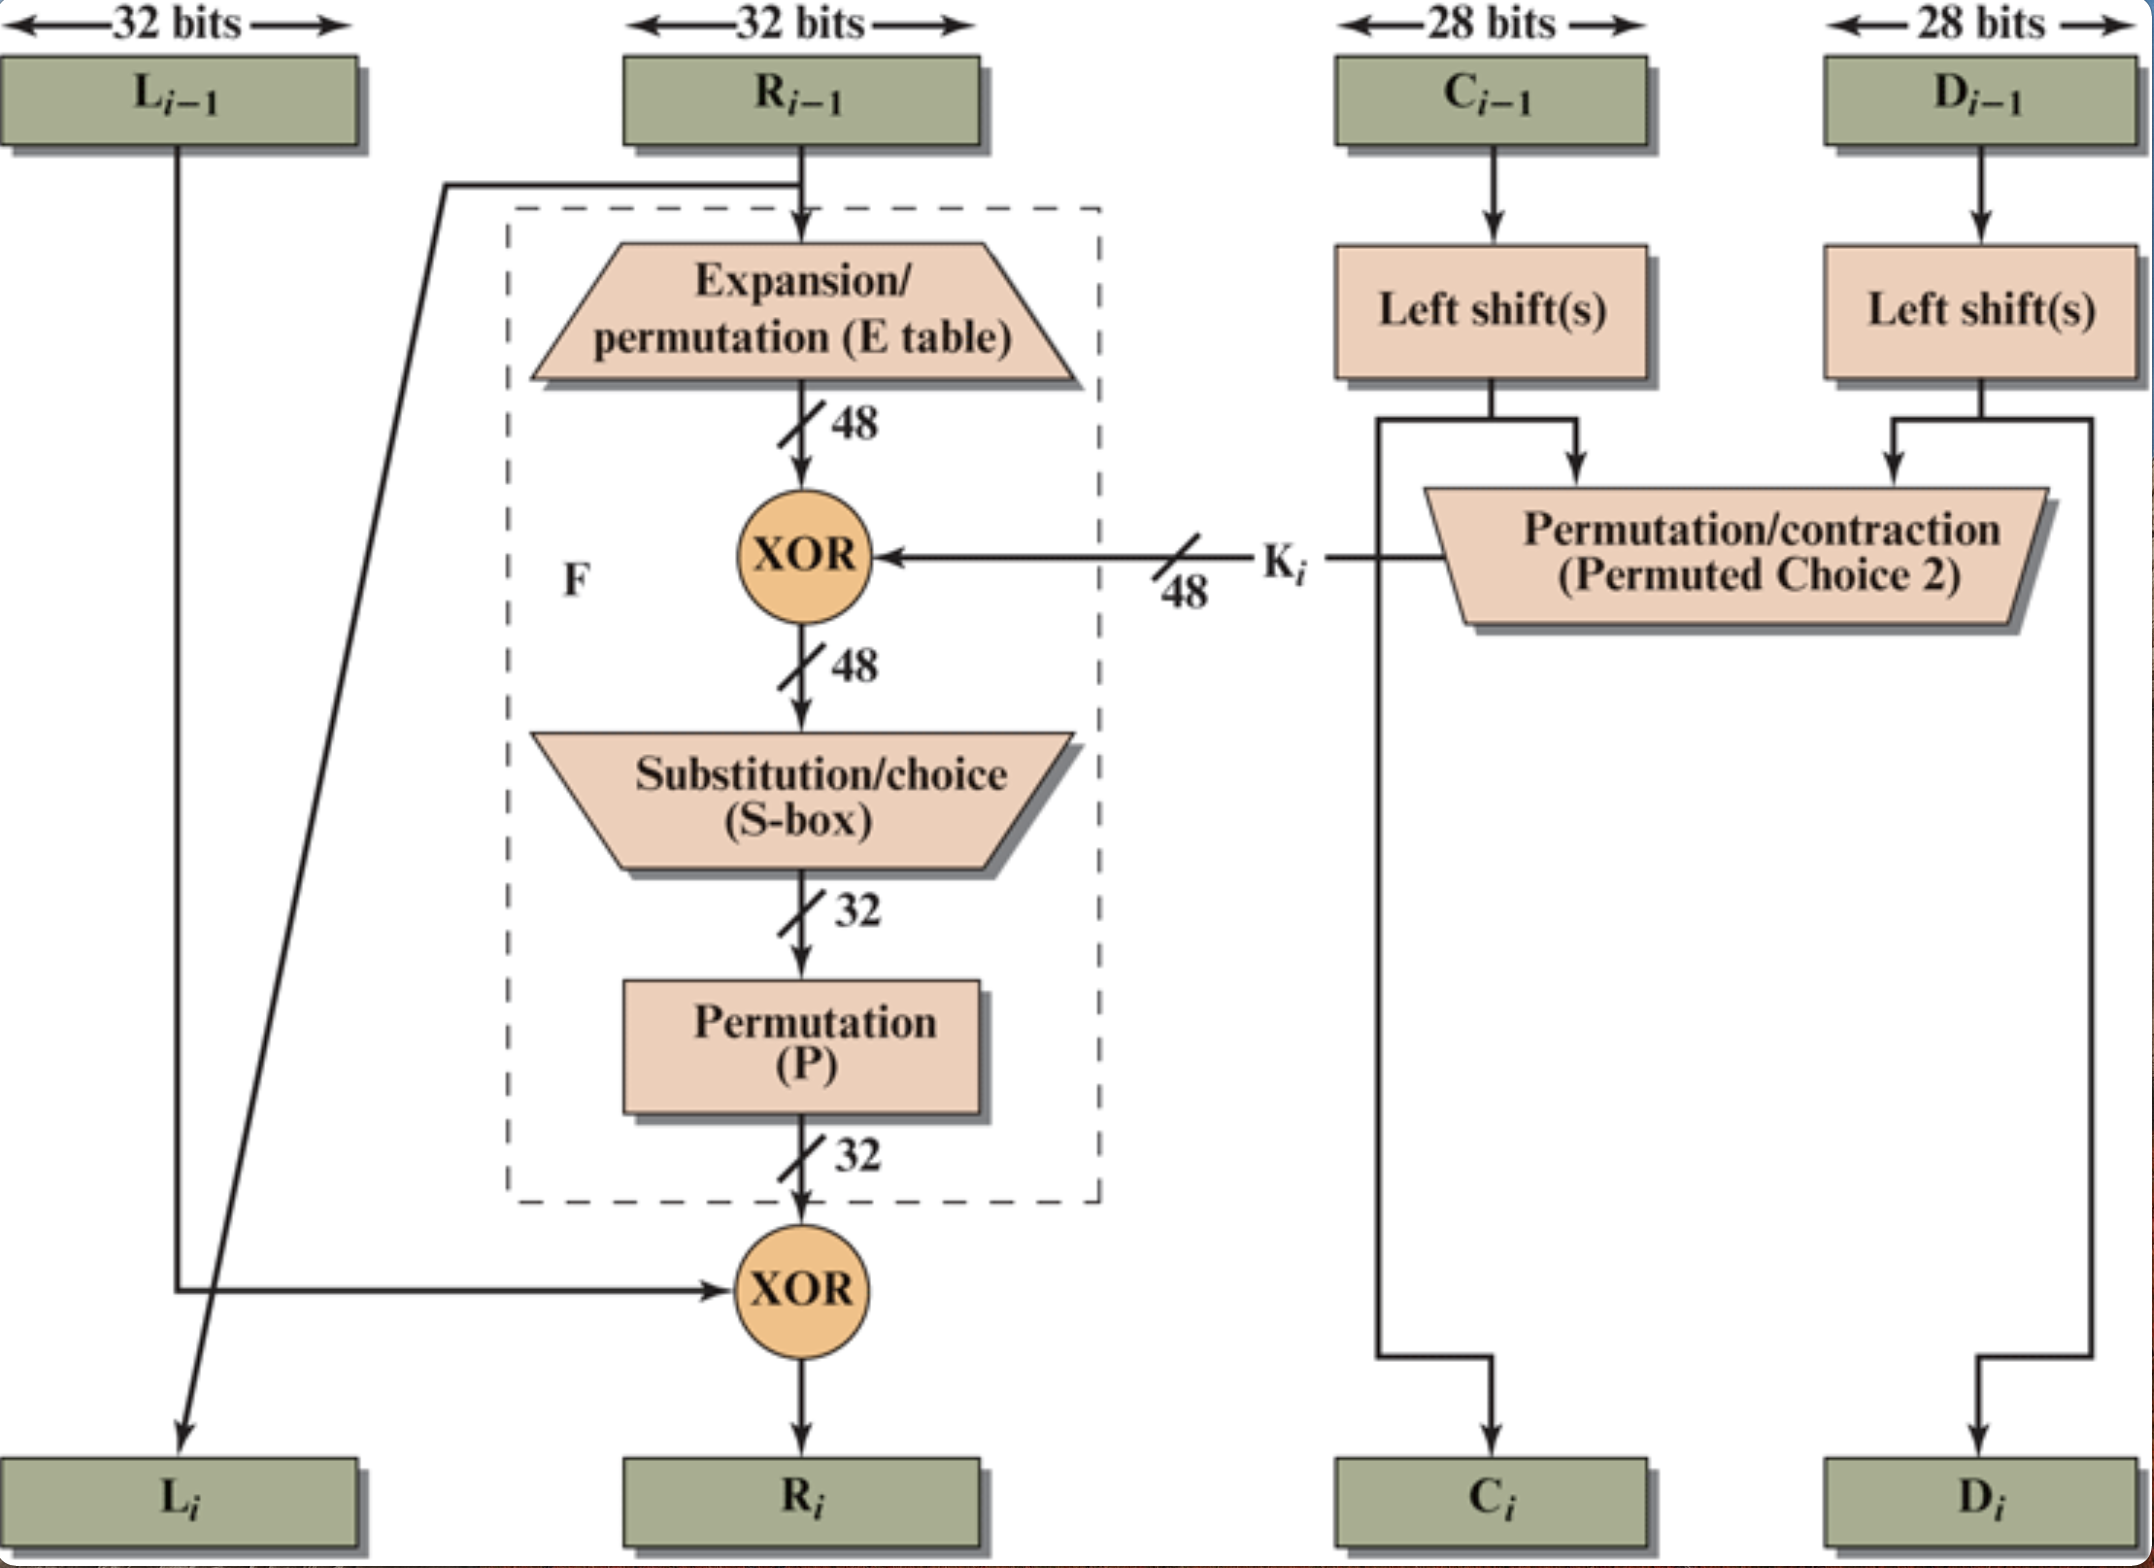 32 bits
32 bits
28 bits
28 bits
Lᵢ₋₁
Rᵢ₋₁
Cᵢ₋₁
Dᵢ₋₁
Expansion/
permutation (E table)
Left shift(s)
Left shift(s)
48
XOR
F
48
Kᵢ
Permutation/contraction
(Permuted Choice 2)
48
Substitution/choice
(S-box)
32
Permutation
(P)
32
XOR
Lᵢ
Rᵢ
Cᵢ
Dᵢ